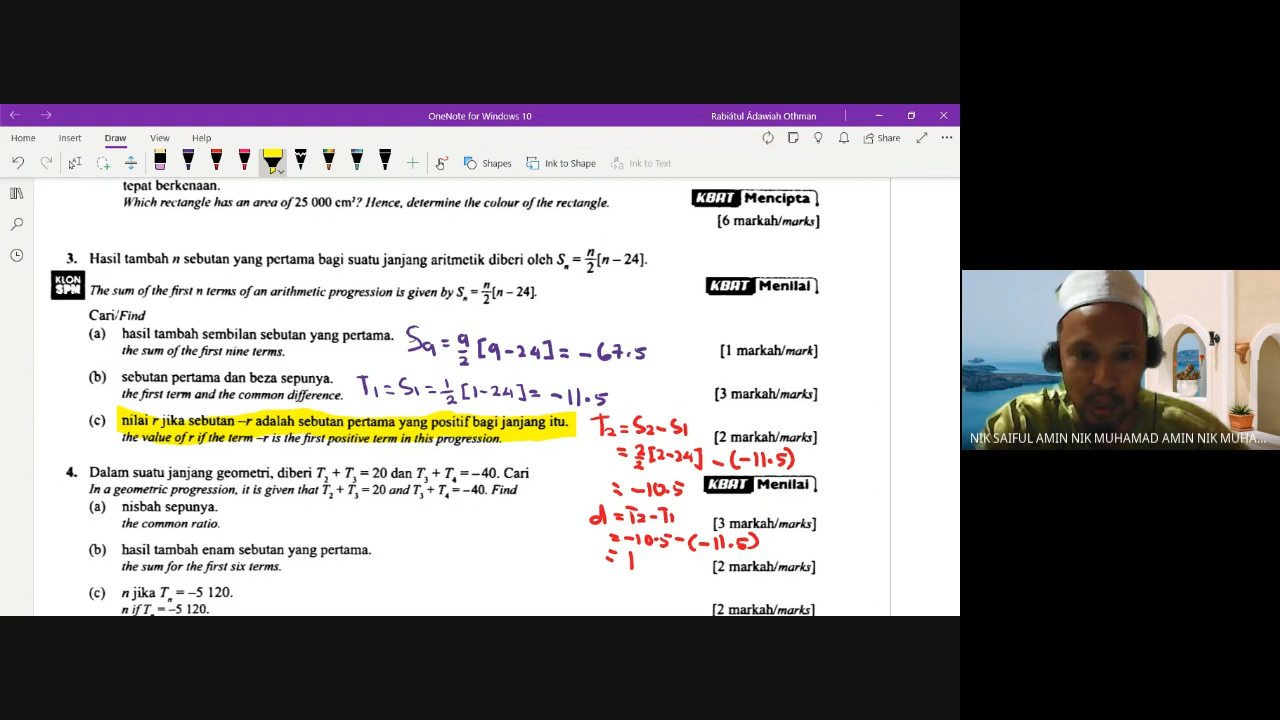 OneNote for Windows 10
Rabiátul Ádawiah Othman
Home Insert Draw View Help
Share
Shapes
Ink to Shape
Ink to Text
tepat berkenaan.
Which rectangle has an area of 25 000 cm²? Hence, determine the colour of the rectangle.
KBAT Mencipta
[6 markah/marks]
3. Hasil tambah n sebutan yang pertama bagi suatu janjang aritmetik diberi oleh Sₙ = n/2[n – 24].
KLON SPM
The sum of the first n terms of an arithmetic progression is given by Sₙ = n/2[n – 24].
KBAT Menilai
Cari/Find
(a) hasil tambah sembilan sebutan yang pertama.
the sum of the first nine terms.
S₉ = 9/2 [9-24] = -67.5
[1 markah/mark]
(b) sebutan pertama dan beza sepunya.
the first term and the common difference.
T₁ = S₁ = 1/2 [1-24] = -11.5
[3 markah/marks]
(c) nilai r jika sebutan –r adalah sebutan pertama yang positif bagi janjang itu.
the value of r if the term –r is the first positive term in this progression.
[2 markah/marks]
T₂ = S₂ - S₁
= 2/2 [2-24] - (-11.5)
= -10.5
d = T₂ - T₁
= -10.5 - (-11.5)
= 1
4. Dalam suatu janjang geometri, diberi T₂ + T₃ = 20 dan T₃ + T₄ = –40. Cari
In a geometric progression, it is given that T₂ + T₃ = 20 and T₃ + T₄ = –40. Find
KBAT Menilai
(a) nisbah sepunya.
the common ratio.
[3 markah/marks]
(b) hasil tambah enam sebutan yang pertama.
the sum for the first six terms.
[2 markah/marks]
(c) n jika Tₙ = –5 120.
n if Tₙ = –5 120.
[2 markah/marks]
NIK SAIFUL AMIN NIK MUHAMAD AMIN NIK MUHA...